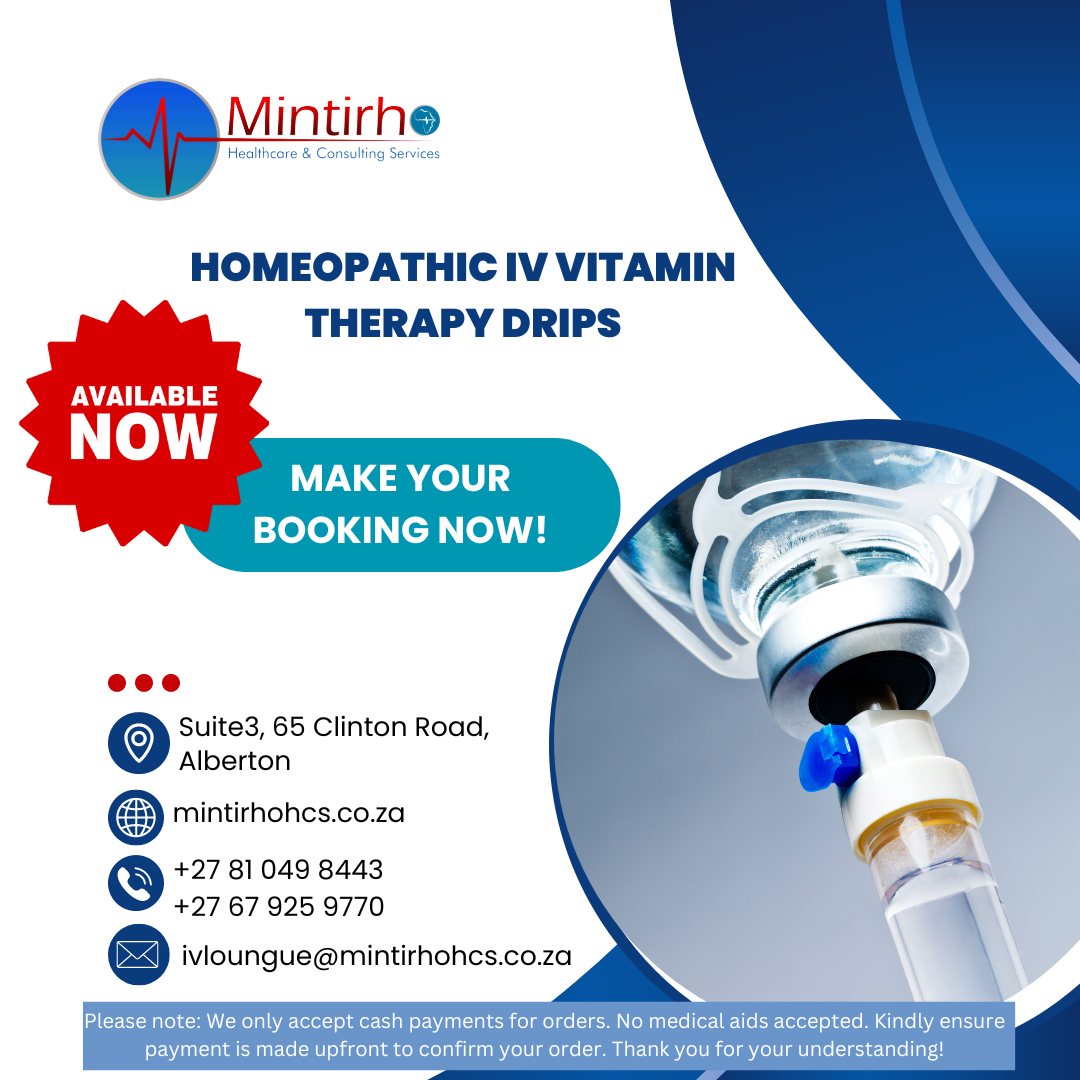 Mintirho
Healthcare & Consulting Services
HOMEOPATHIC IV VITAMIN
THERAPY DRIPS
AVAILABLE
NOW
MAKE YOUR
BOOKING NOW!
Suite3, 65 Clinton Road,
Alberton
mintirhohcs.co.za
+27 81 049 8443
+27 67 925 9770
ivloungue@mintirhohcs.co.za
Please note: We only accept cash payments for orders. No medical aids accepted. Kindly ensure
payment is made upfront to confirm your order. Thank you for your understanding!